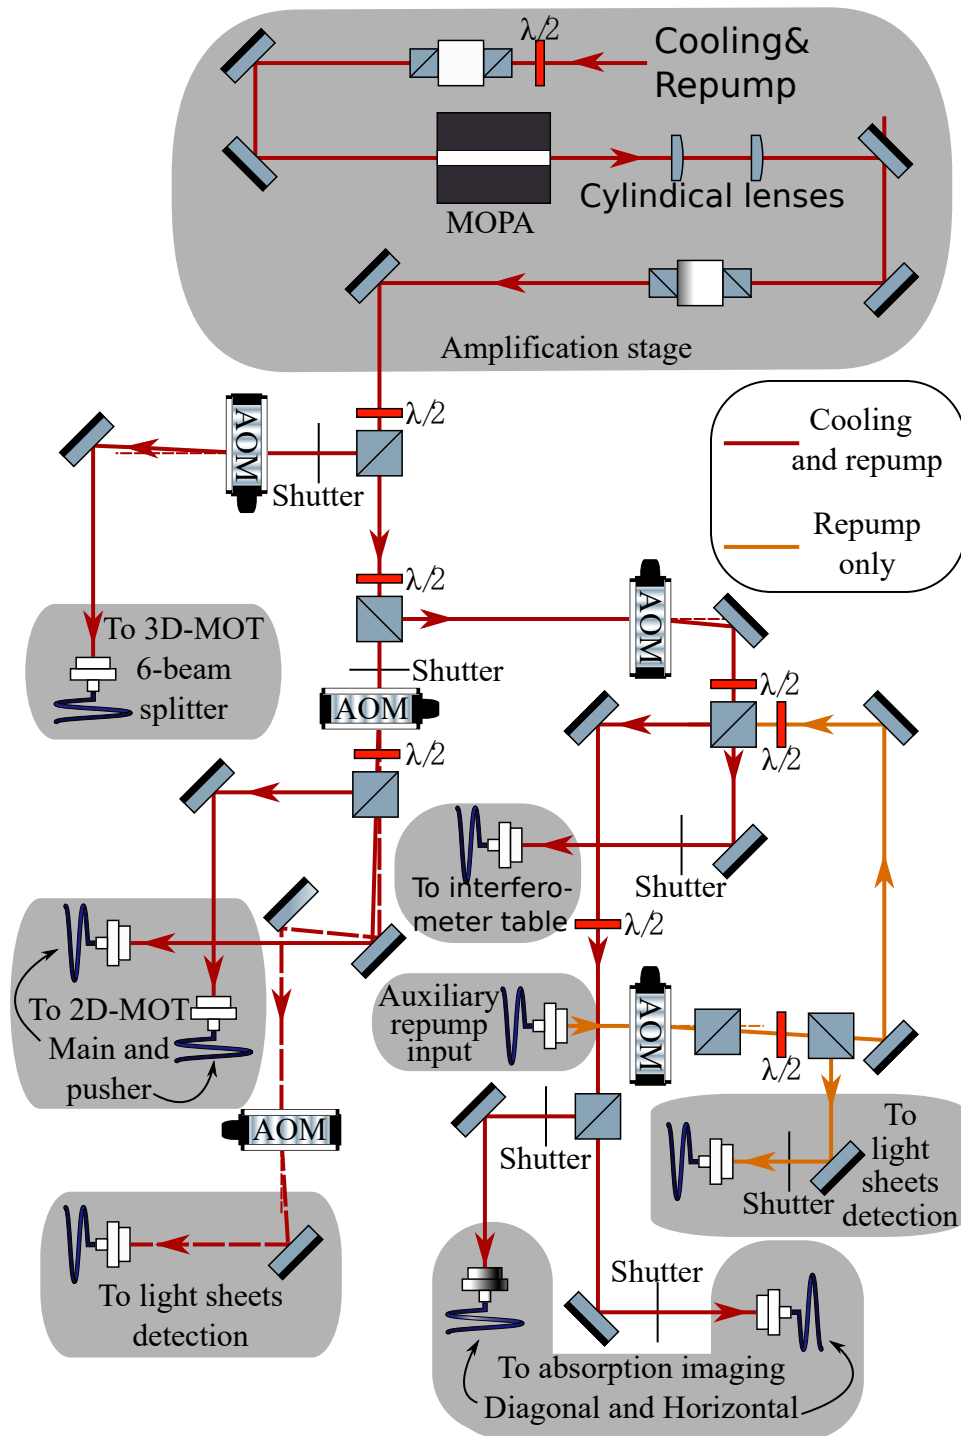 λ/2
Cooling&
Repump
Cylindical lenses
MOPA
Amplification stage
λ/2
AOM
Shutter
Cooling
and repump
Repump
only
λ/2
AOM
To 3D-MOT
6-beam
splitter
Shutter
AOM
λ/2
λ/2
λ/2
Shutter
To interfero-
meter table
λ/2
To 2D-MOT
Main and
pusher
Auxiliary
repump
input
AOM
λ/2
AOM
Shutter
To
light
sheets
detection
Shutter
To light sheets
detection
Shutter
To absorption imaging
Diagonal and Horizontal